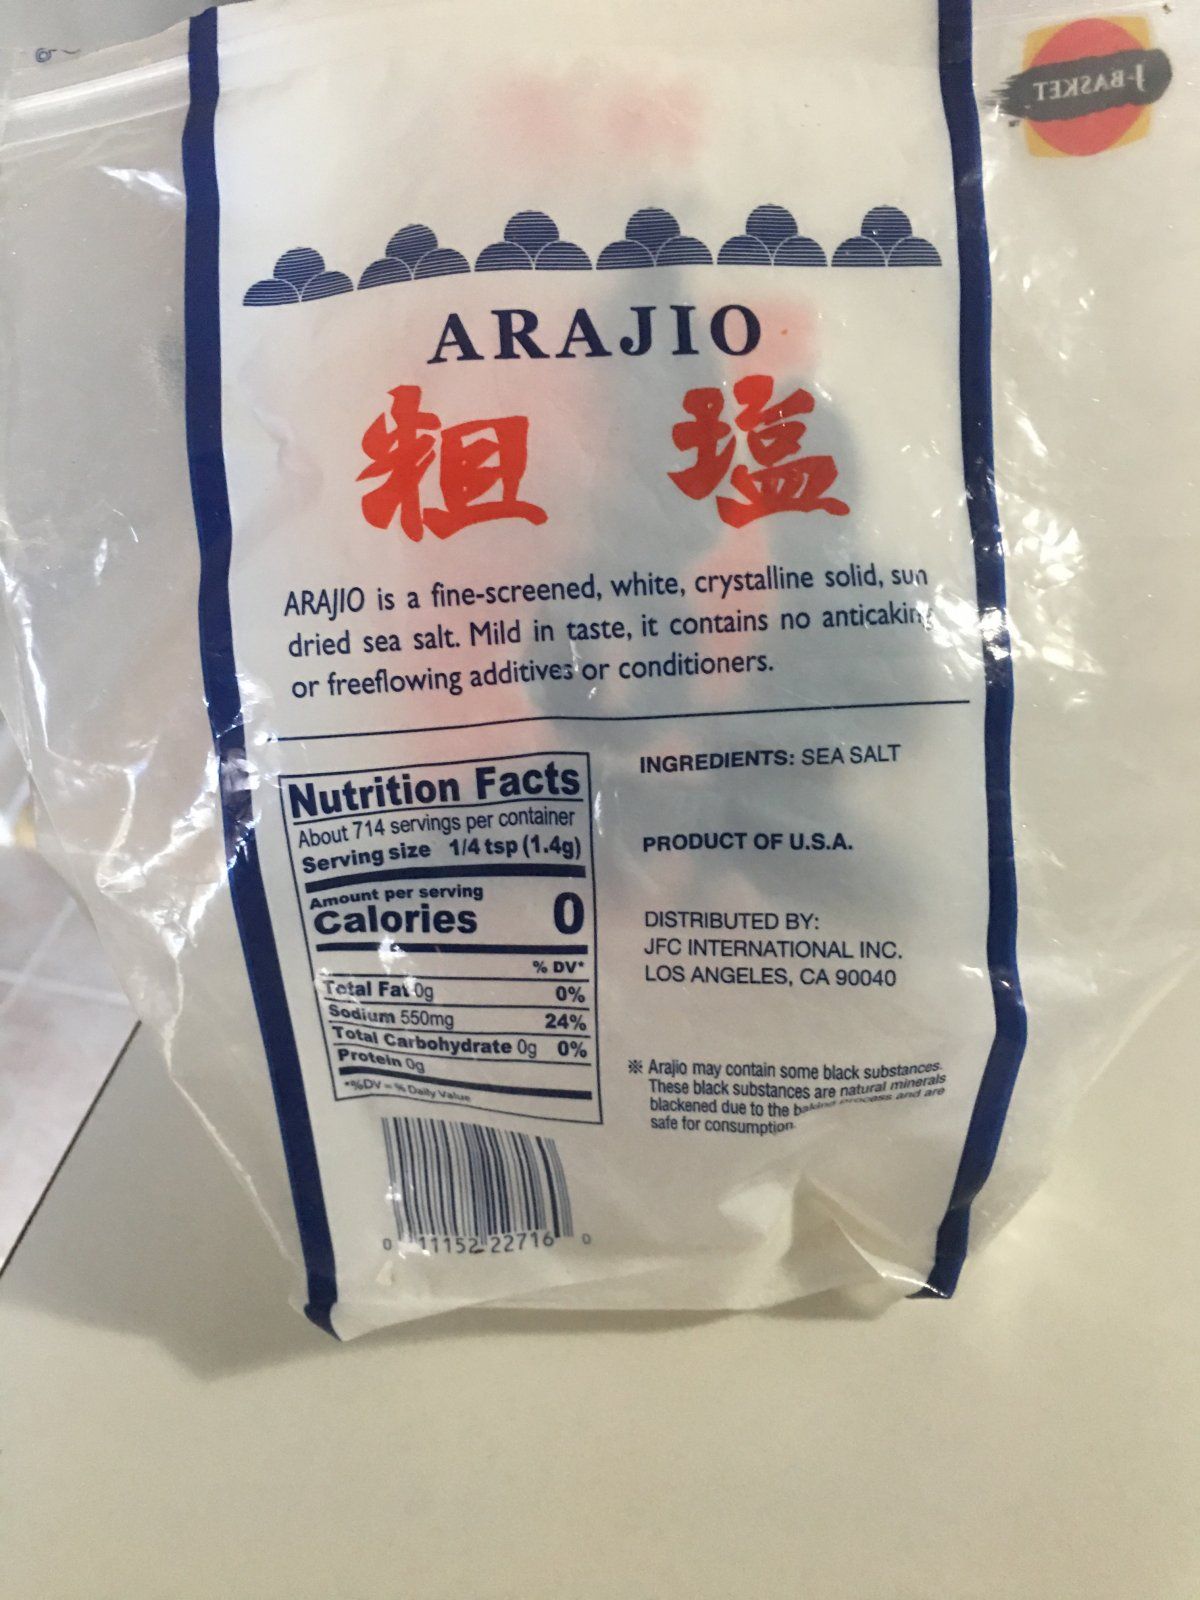 J-BASKET
ARAJIO
粗塩
ARAJIO is a fine-screened, white, crystalline solid, sun
dried sea salt. Mild in taste, it contains no anticaking
or freeflowing additives or conditioners.
Nutrition Facts
About 714 servings per container
Serving size 1/4 tsp (1.4g)
Amount per serving
Calories 0
% DV*
Total Fat 0g 0%
Sodium 550mg 24%
Total Carbohydrate 0g 0%
Protein 0g
*%DV = % Daily Value
0 11152 22716 0
INGREDIENTS: SEA SALT
PRODUCT OF U.S.A.
DISTRIBUTED BY:
JFC INTERNATIONAL INC.
LOS ANGELES, CA 90040
※ Arajio may contain some black substances.
These black substances are natural minerals
blackened due to the baking process and are
safe for consumption.